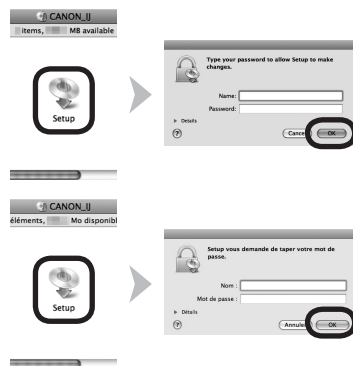 CANON_IJ
items, MB available
Setup
Type your password to allow Setup to make
changes.
Name:
Password:
Details
?
Cancel
OK
CANON_IJ
éléments, Mo disponibl
Setup
Setup vous demande de taper votre mot de
passe.
Nom :
Mot de passe :
Détails
?
Annuler
OK